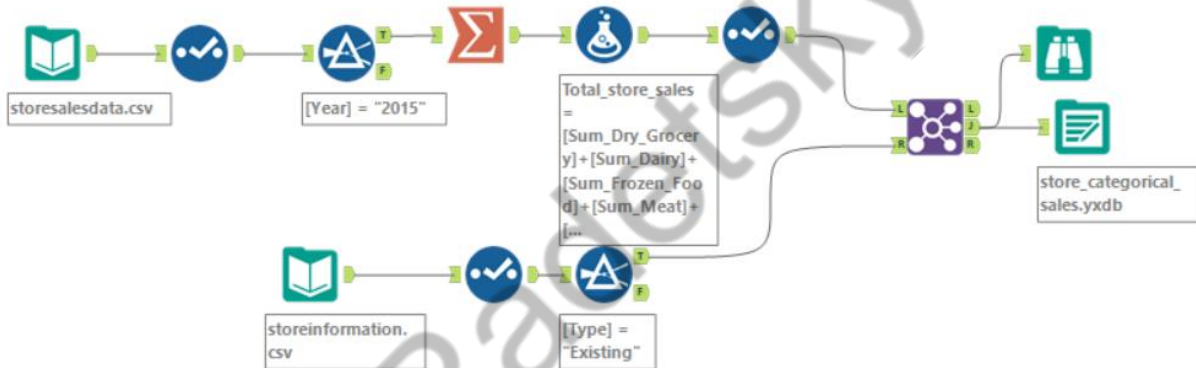 T
F
L
R
L
J
R
storesalesdata.csv
[Year] = "2015"
Total_store_sales
=
[Sum_Dry_Grocer
y]+[Sum_Dairy]+
[Sum_Frozen_Foo
d]+[Sum_Meat]+
[...
store_categorical_
sales.yxdb
T
F
storeinformation.
csv
[Type] =
"Existing"